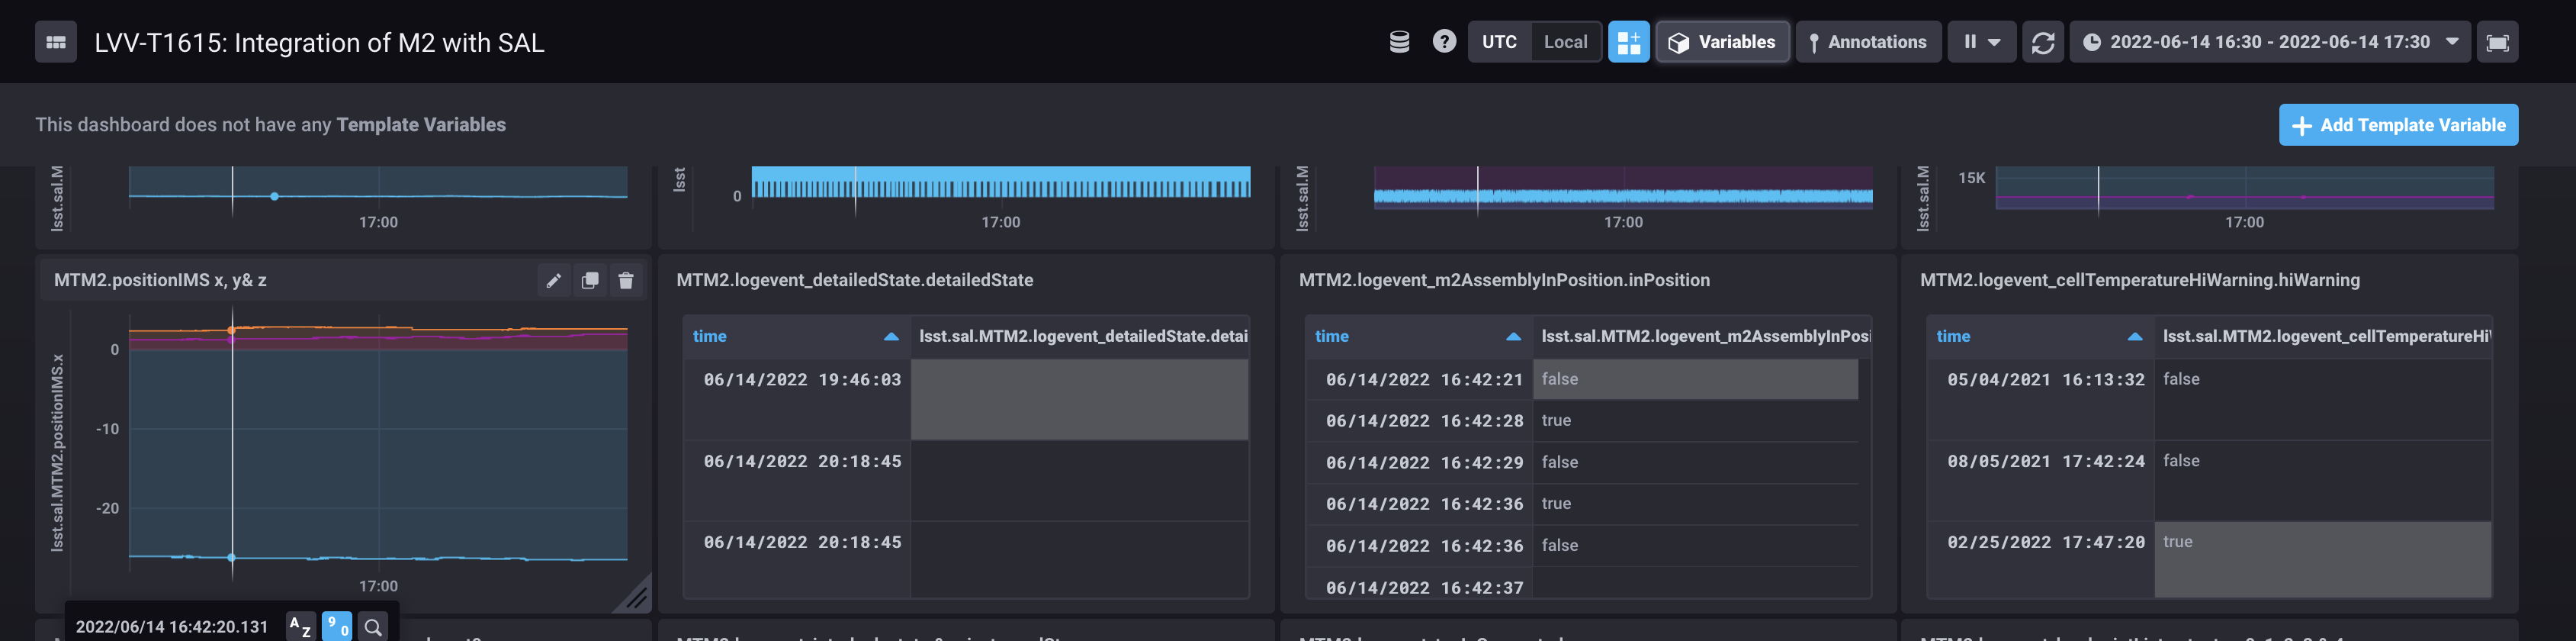 LVV-T1615: Integration of M2 with SAL
UTC Local Variables Annotations 2022-06-14 16:30 - 2022-06-14 17:30
This dashboard does not have any Template Variables
Add Template Variable
lsst.sal.M
17:00
lsst
0
17:00
lsst.sal.M
17:00
lsst.sal.M
15K
17:00
MTM2.positionIMS x, y& z
lsst.sal.MTM2.positionIMS.x
0
-10
-20
17:00
2022/06/14 16:42:20.131
MTM2.logevent_detailedState.detailedState
time lsst.sal.MTM2.logevent_detailedState.detai
06/14/2022 19:46:03
06/14/2022 20:18:45
06/14/2022 20:18:45
MTM2.logevent_m2AssemblyInPosition.inPosition
time lsst.sal.MTM2.logevent_m2AssemblyInPosi
06/14/2022 16:42:21 false
06/14/2022 16:42:28 true
06/14/2022 16:42:29 false
06/14/2022 16:42:36 true
06/14/2022 16:42:36 false
06/14/2022 16:42:37
MTM2.logevent_cellTemperatureHiWarning.hiWarning
time lsst.sal.MTM2.logevent_cellTemperatureHi
05/04/2021 16:13:32 false
08/05/2021 17:42:24 false
02/25/2022 17:47:20 true